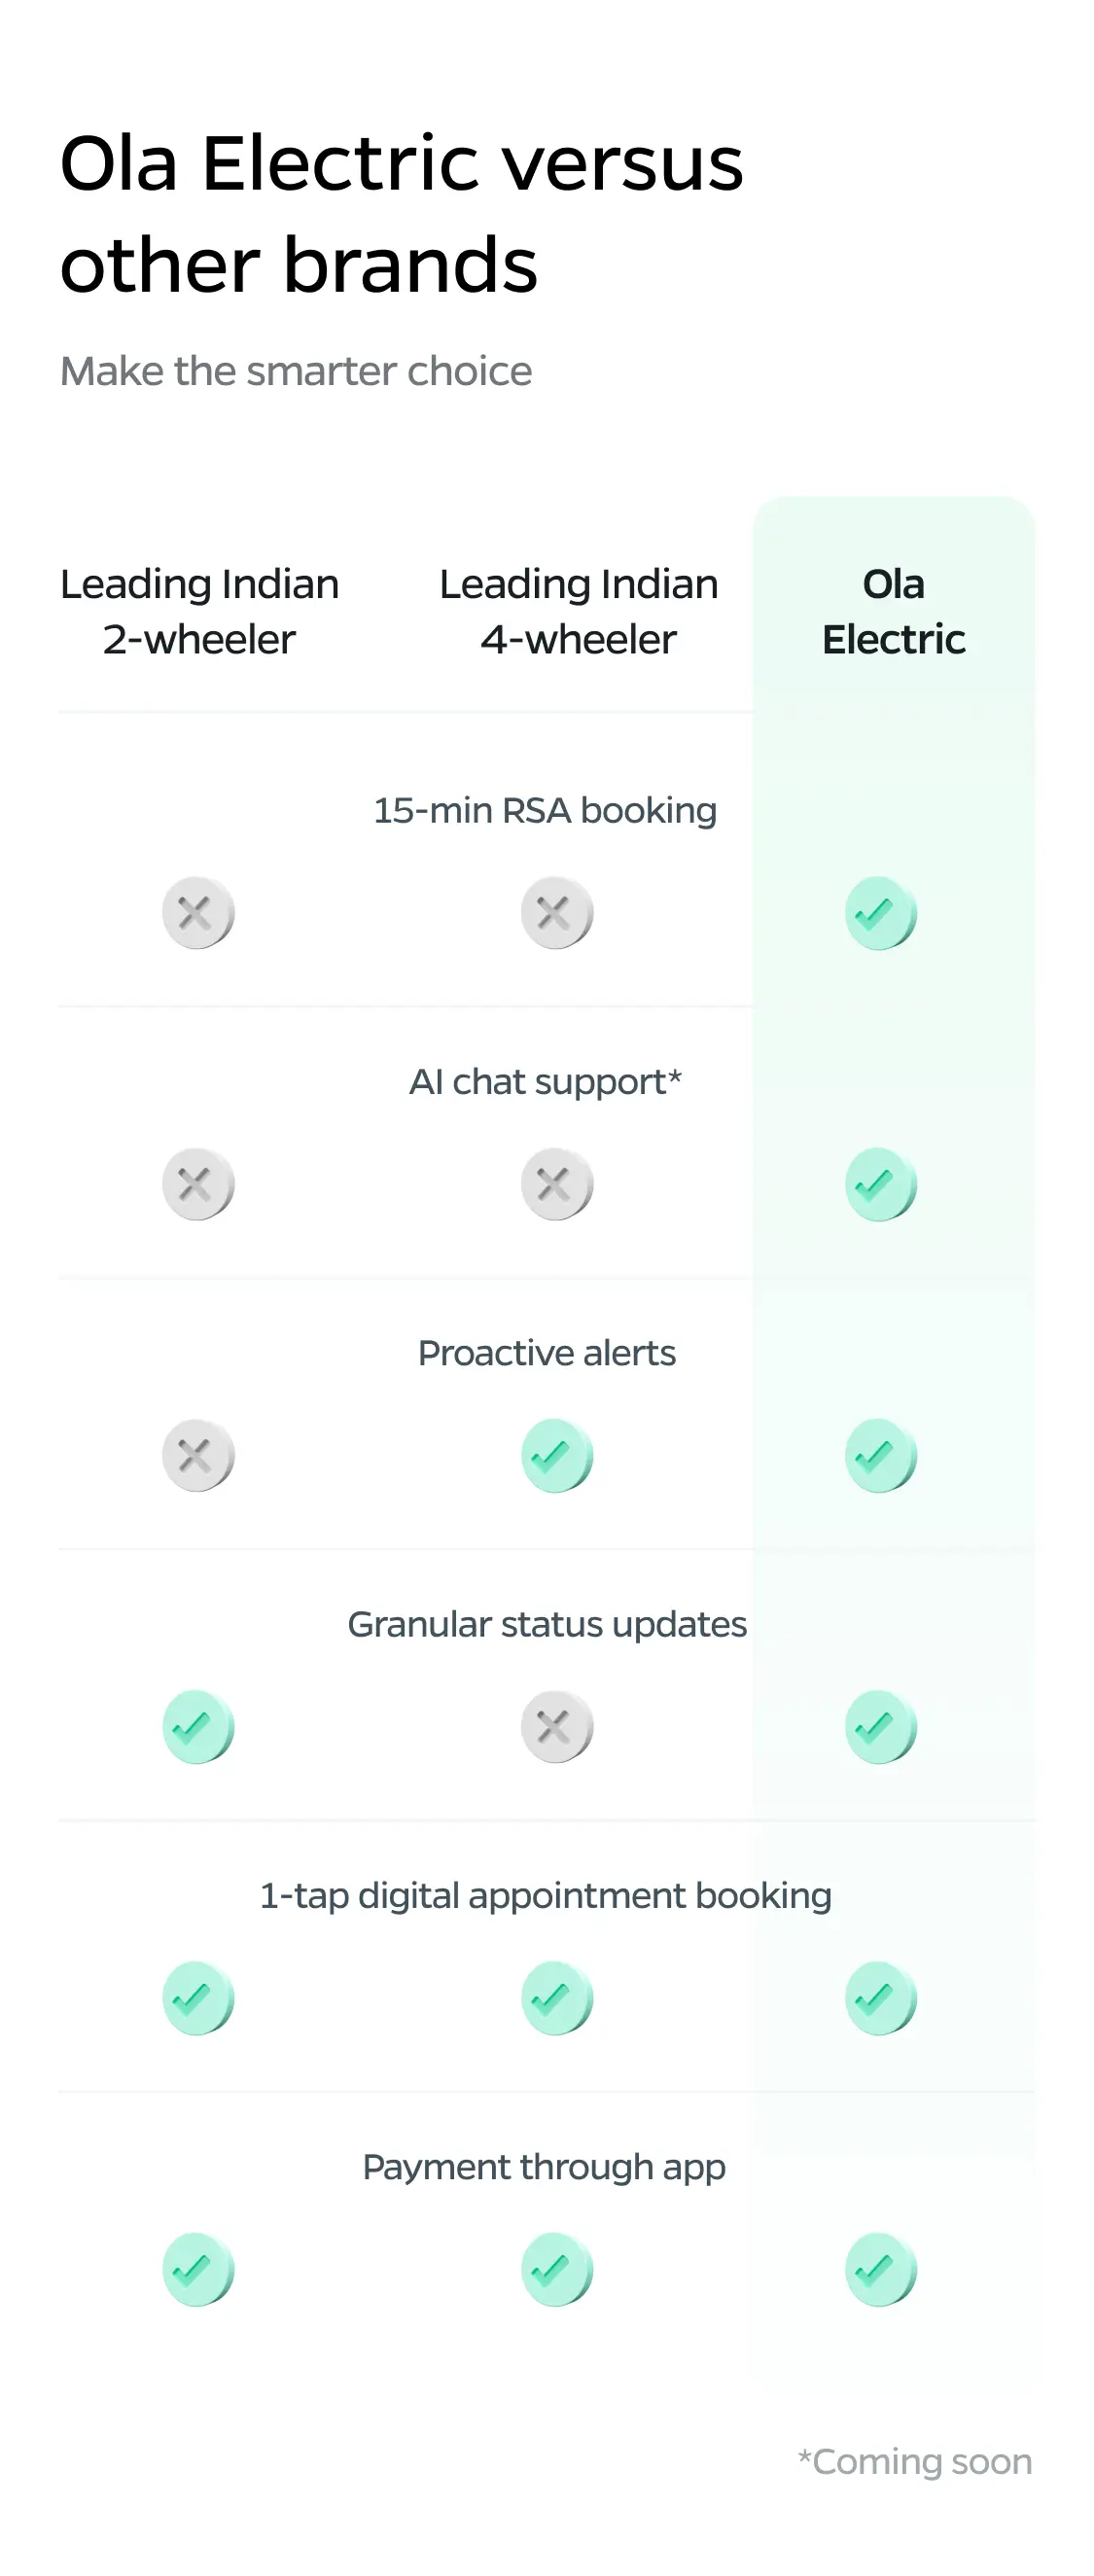 Ola Electric versus
other brands
Make the smarter choice
Leading Indian
2-wheeler
Leading Indian
4-wheeler
Ola
Electric
15-min RSA booking
AI chat support*
Proactive alerts
Granular status updates
1-tap digital appointment booking
Payment through app
*Coming soon